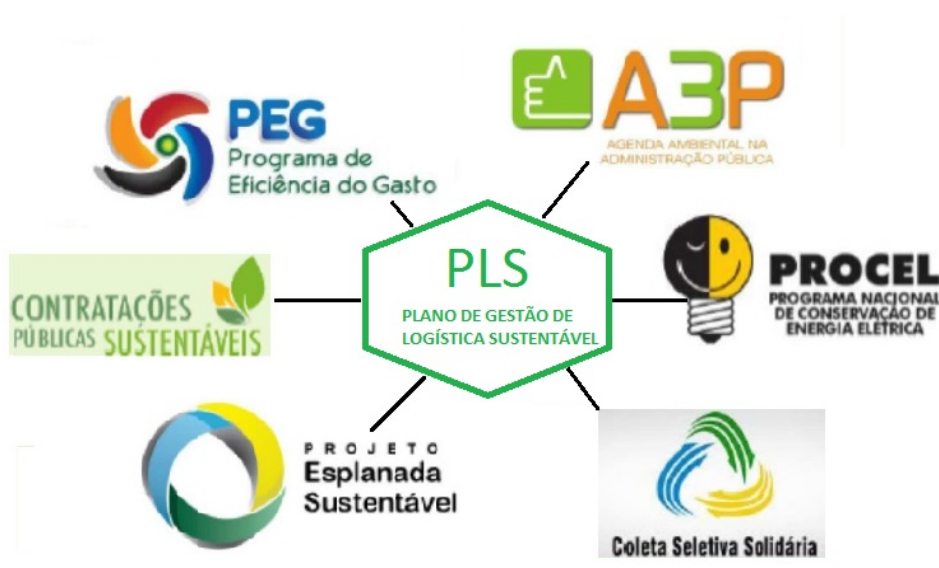 PEG
Programa de
Eficiência do Gasto
A3P
AGENDA AMBIENTAL NA
ADMINISTRAÇÃO PÚBLICA
PLS
PLANO DE GESTÃO DE
LOGÍSTICA SUSTENTÁVEL
CONTRATAÇÕES
PÚBLICAS SUSTENTÁVEIS
PROCEL
PROGRAMA NACIONAL
DE CONSERVAÇÃO DE
ENERGIA ELÉTRICA
PROJETO
Esplanada
Sustentável
Coleta Seletiva Solidária